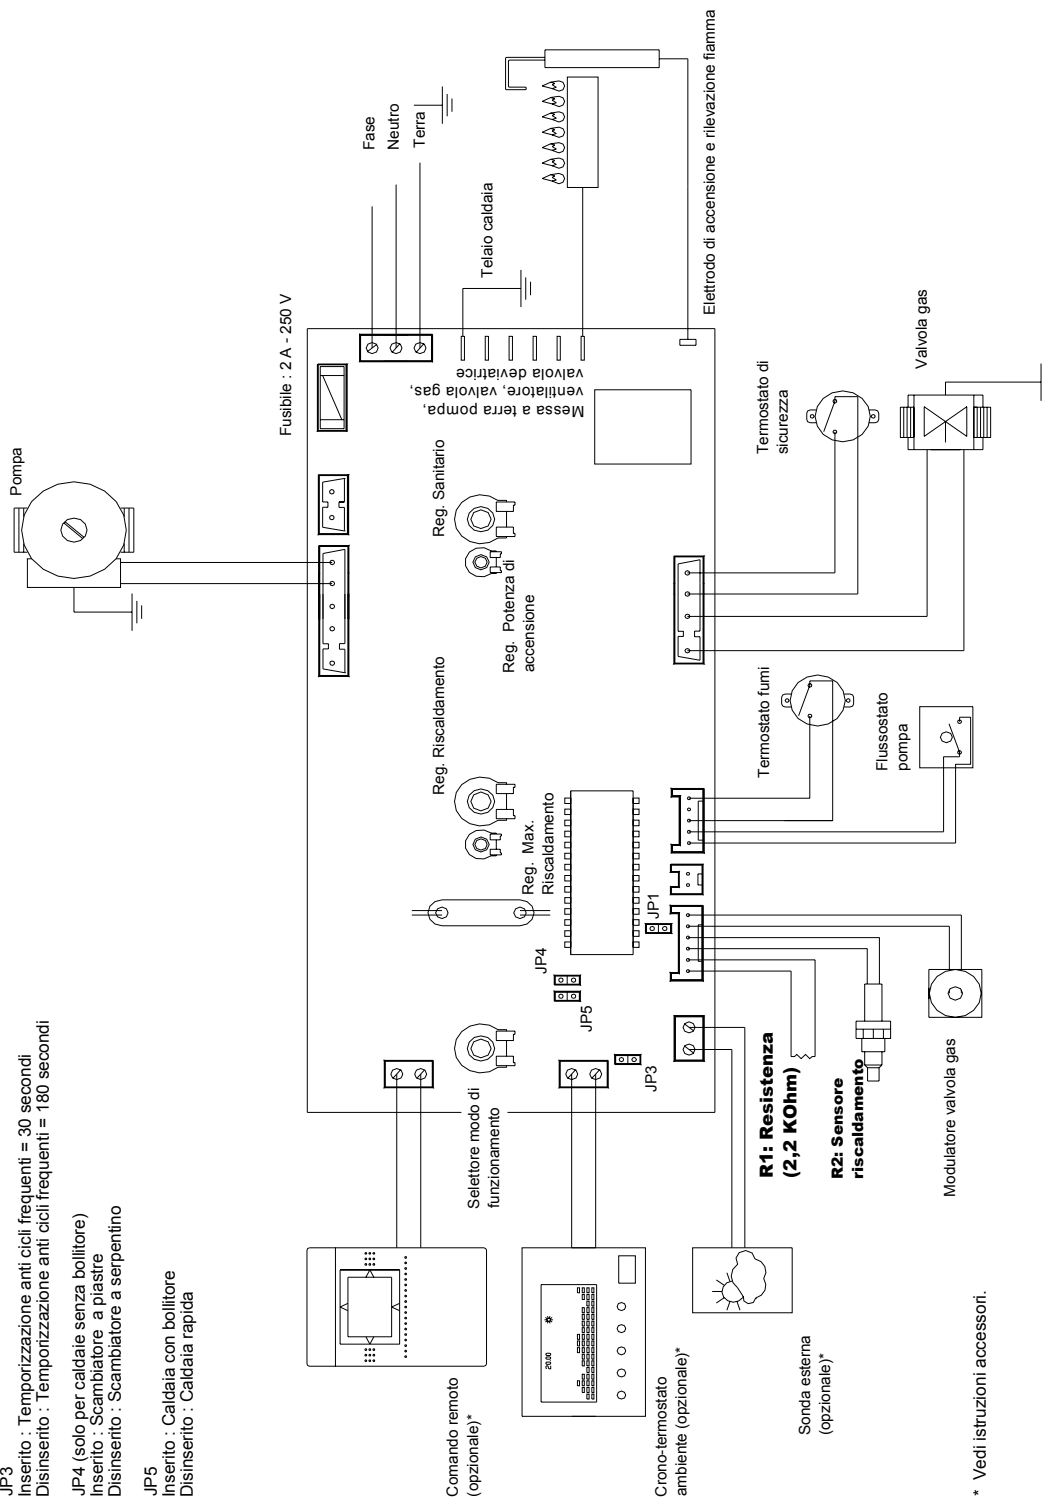 JP3
Inserito : Temporizzazione anti cicli frequenti = 30 secondi
Disinserito : Temporizzazione anti cicli frequenti = 180 secondi
JP4 (solo per caldaie senza bollitore)
Inserito : Scambiatore a piastre
Disinserito : Scambiatore a serpentino
JP5
Inserito : Caldaia con bollitore
Disinserito : Caldaia rapida
Pompa
Fusibile : 2 A - 250 V
Fase
Neutro
Terra
Telaio caldaia
Messa a terra pompa,
ventilatore, valvola gas,
valvola deviatrice
Elettrodo di accensione e rilevazione fiamma
Reg. Sanitario
Reg. Potenza di
accensione
Reg. Riscaldamento
Reg. Max.
Riscaldamento
JP4
JP5
JP1
JP3
Selettore modo di
funzionamento
Comando remoto
(opzionale)*
20.00
Crono-termostato
ambiente (opzionale)*
Sonda esterna
(opzionale)*
R1: Resistenza
(2,2 KOhm)
R2: Sensore
riscaldamento
Modulatore valvola gas
Termostato fumi
Flussostato
pompa
Termostato di
sicurezza
Valvola gas
* Vedi istruzioni accessori.